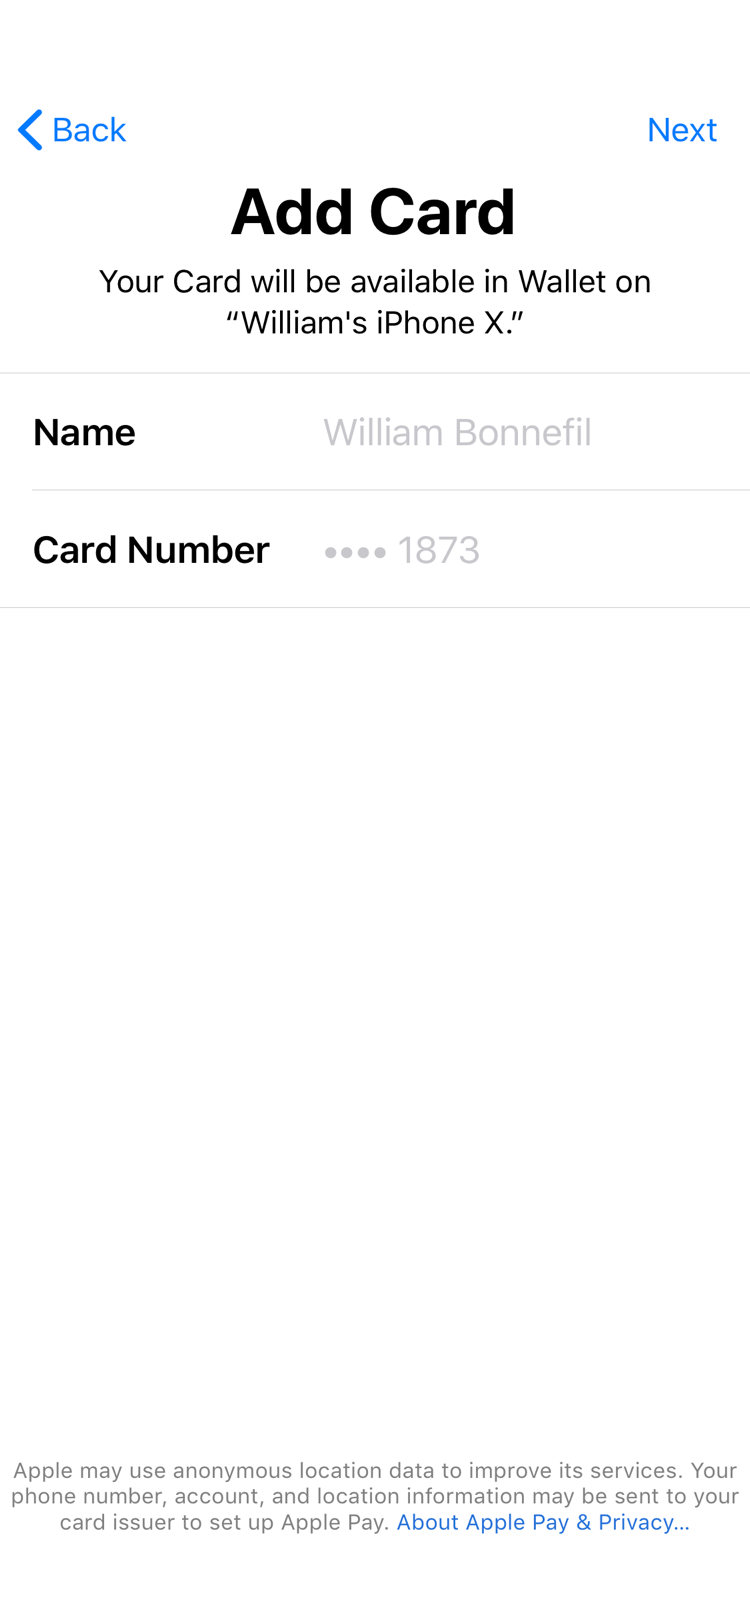 Back
Next
Add Card
Your Card will be available in Wallet on
“William's iPhone X.”
Name
William Bonnefil
Card Number
•••• 1873
Apple may use anonymous location data to improve its services. Your
phone number, account, and location information may be sent to your
card issuer to set up Apple Pay. About Apple Pay & Privacy...